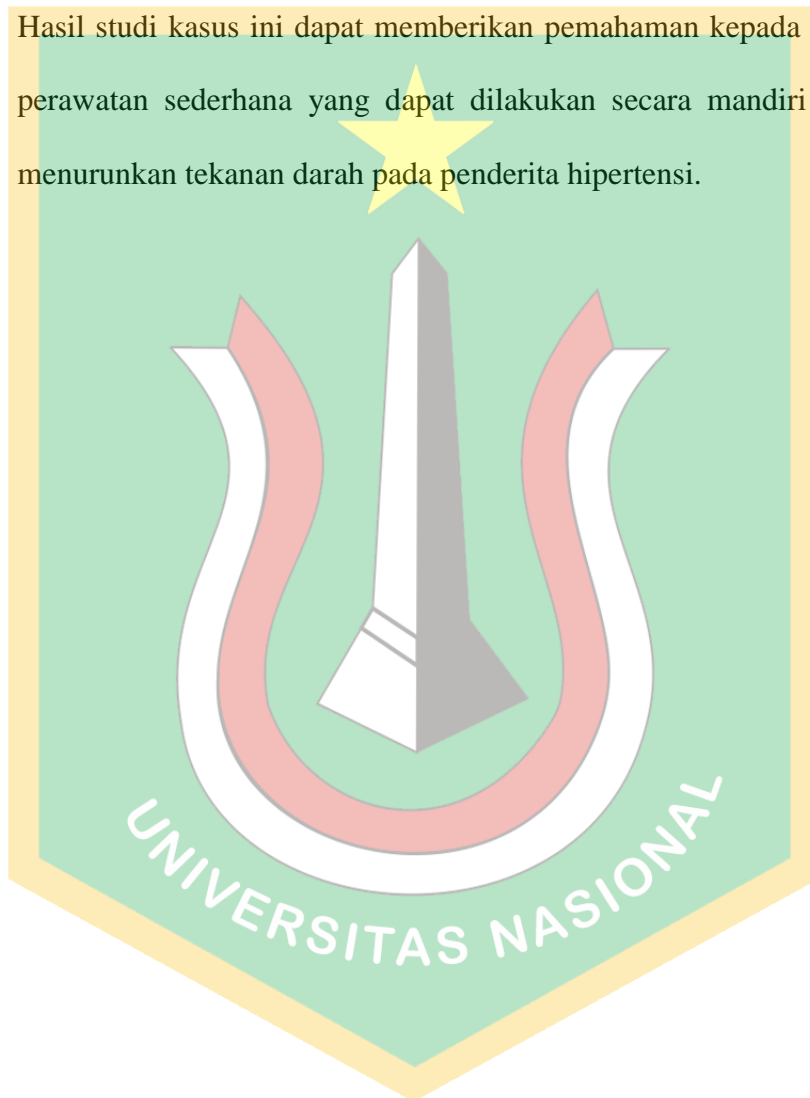 Hasil studi kasus ini dapat memberikan pemahaman kepada
perawatan sederhana yang dapat dilakukan secara mandiri
menurunkan tekanan darah pada penderita hipertensi.
UNIVERSITAS NASIONAL